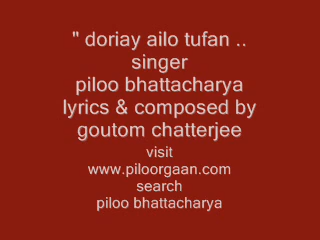 " doriay ailo tufan ..
singer
piloo bhattacharya
lyrics & composed by
goutom chatterjee
visit
www.piloorgaan.com
search
piloo bhattacharya